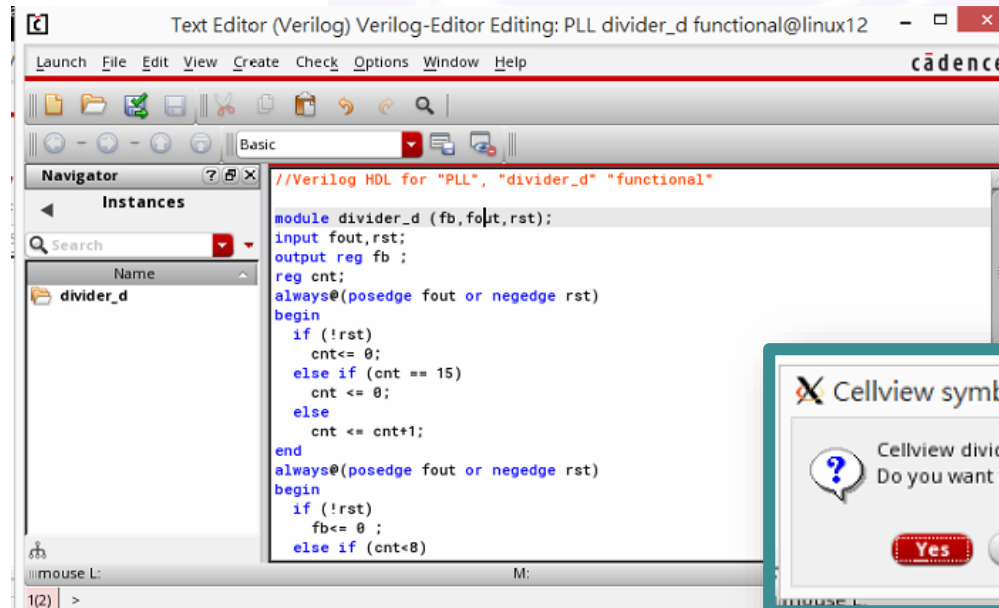 Text Editor (Verilog) Verilog-Editor Editing: PLL divider_d functional@linux12
Launch File Edit View Create Check Options Window Help
cādence
Basic
Navigator
Instances
Search
Name
divider_d
//Verilog HDL for "PLL", "divider_d" "functional"
module divider_d (fb,fout,rst);
input fout,rst;
output reg fb ;
reg cnt;
always@(posedge fout or negedge rst)
begin
if (!rst)
cnt<= 0;
else if (cnt == 15)
cnt <= 0;
else
cnt <= cnt+1;
end
always@(posedge fout or negedge rst)
begin
if (!rst)
fb<= 0 ;
else if (cnt<8)
Cellview symb
Cellview divid
Do you want
Yes
mouse L:
M:
mouse L:
1(2) >